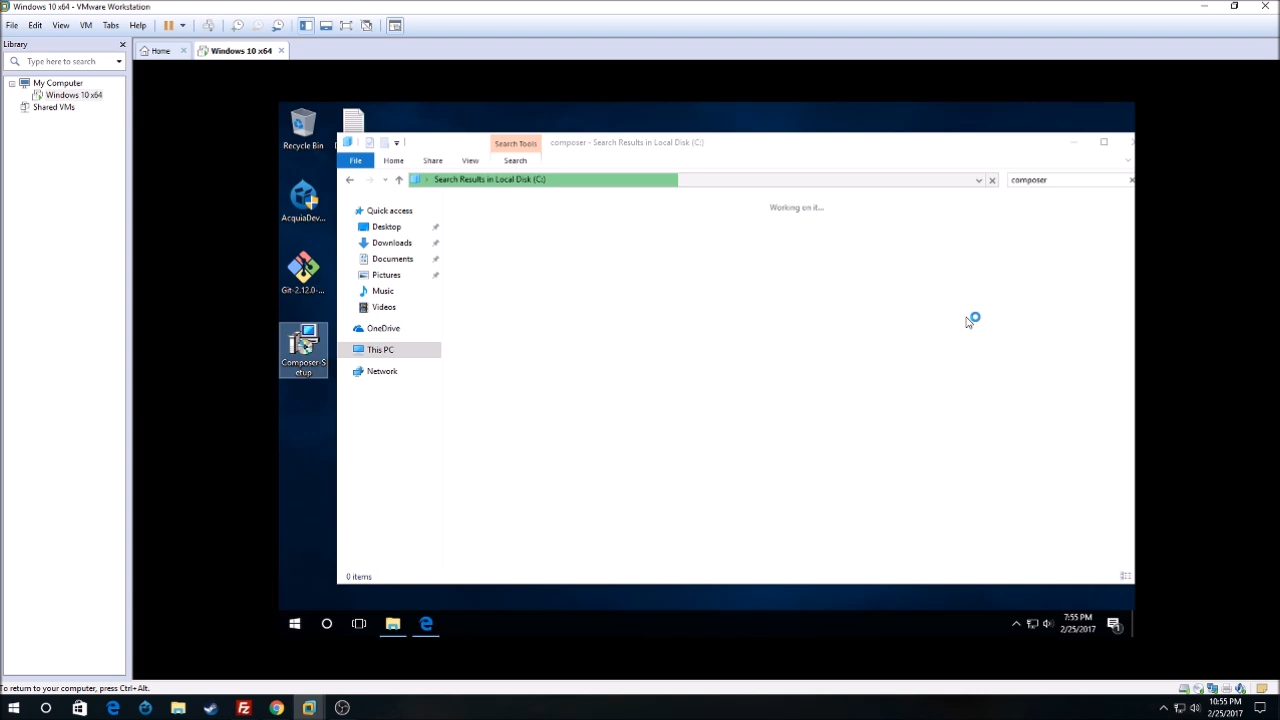 Windows 10 x64 - VMware Workstation
File Edit View VM Tabs Help
Library
Type here to search
My Computer
Windows 10 x64
Shared VMs
Home
Windows 10 x64
Recycle Bin
AcquiaDev...
Git-2.12.0-...
Composer-S
etup
Search Tools
composer - Search Results in Local Disk (C:)
File Home Share View Search
Search Results in Local Disk (C:)
composer
Working on it...
Quick access
Desktop
Downloads
Documents
Pictures
Music
Videos
OneDrive
This PC
Network
0 items
7:55 PM
2/25/2017
1
To return to your computer, press Ctrl+Alt.
10:55 PM
2/25/2017